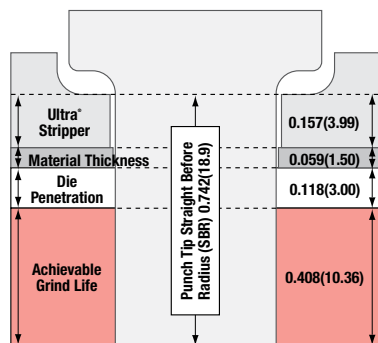 Ultra®
Stripper
0.157(3.99)
Material Thickness
0.059(1.50)
Die
Penetration
0.118(3.00)
Punch Tip Straight Before
Radius (SBR) 0.742(18.9)
Achievable
Grind Life
0.408(10.36)